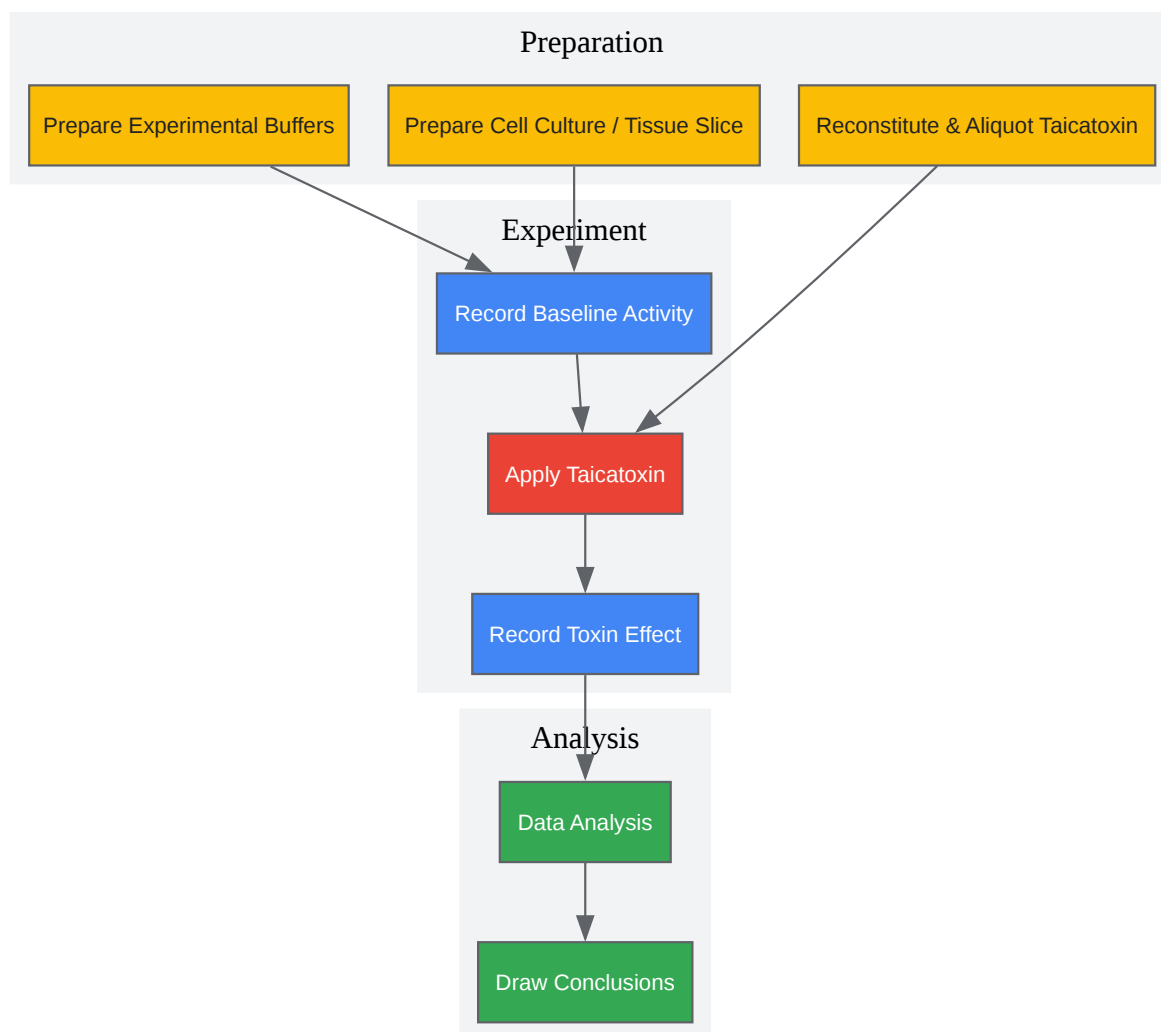 Preparation
Prepare Experimental Buffers
Prepare Cell Culture / Tissue Slice
Reconstitute & Aliquot Taicatoxin
Experiment
Record Baseline Activity
Apply Taicatoxin
Record Toxin Effect
Analysis
Data Analysis
Draw Conclusions